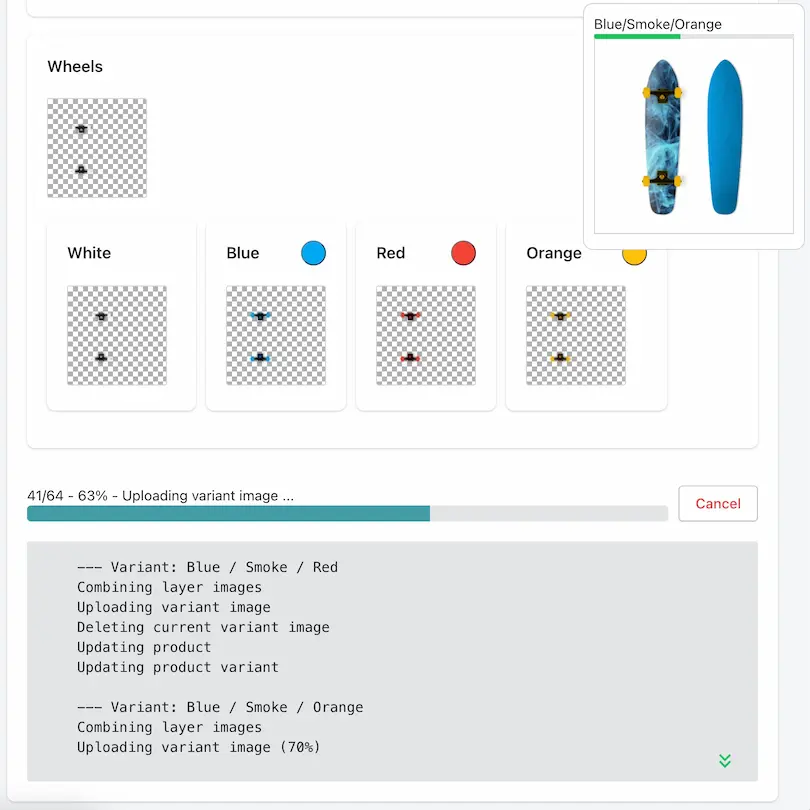 Blue/Smoke/Orange
Wheels
White
Blue
Red
Orange
41/64 - 63% - Uploading variant image ...
Cancel
--- Variant: Blue / Smoke / Red
Combining layer images
Uploading variant image
Deleting current variant image
Updating product
Updating product variant
--- Variant: Blue / Smoke / Orange
Combining layer images
Uploading variant image (70%)